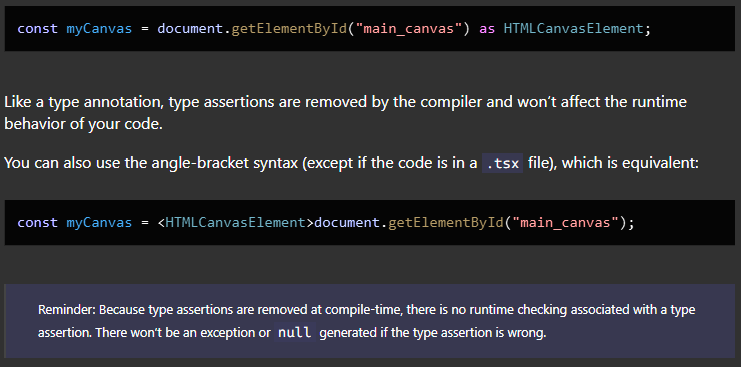 const myCanvas = document.getElementById("main_canvas") as HTMLCanvasElement;
Like a type annotation, type assertions are removed by the compiler and won’t affect the runtime
behavior of your code.
You can also use the angle-bracket syntax (except if the code is in a .tsx file), which is equivalent:
const myCanvas = <HTMLCanvasElement>document.getElementById("main_canvas");
Reminder: Because type assertions are removed at compile-time, there is no runtime checking associated with a type
assertion. There won’t be an exception or null generated if the type assertion is wrong.